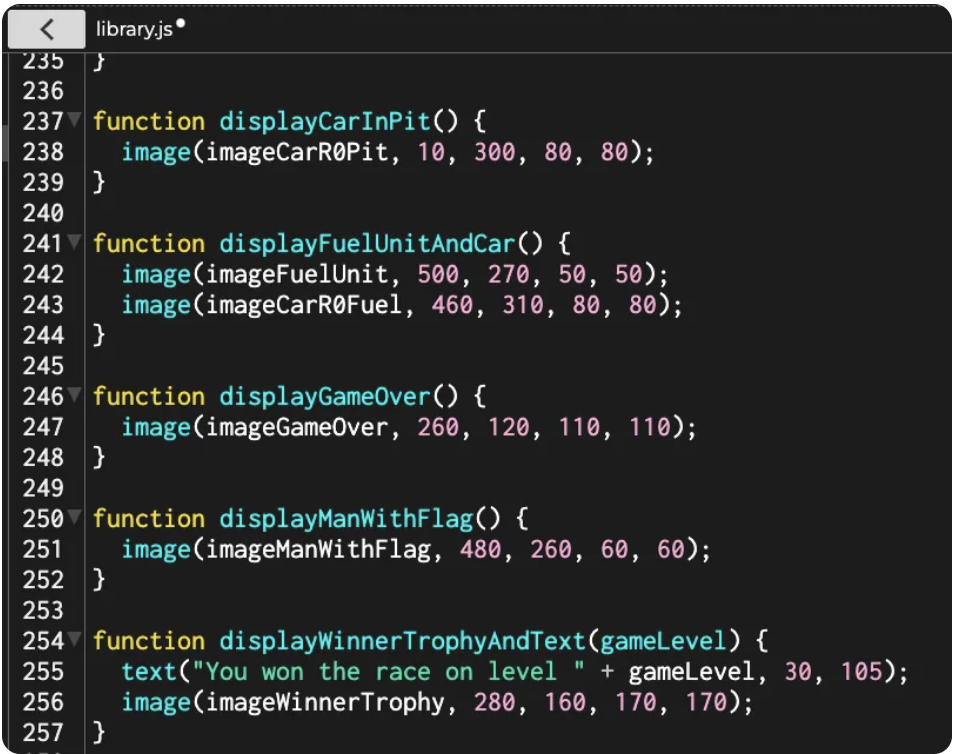 library.js
235 }
236
237 function displayCarInPit() {
238   image(imageCarR0Pit, 10, 300, 80, 80);
239 }
240
241 function displayFuelUnitAndCar() {
242   image(imageFuelUnit, 500, 270, 50, 50);
243   image(imageCarR0Fuel, 460, 310, 80, 80);
244 }
245
246 function displayGameOver() {
247   image(imageGameOver, 260, 120, 110, 110);
248 }
249
250 function displayManWithFlag() {
251   image(imageManWithFlag, 480, 260, 60, 60);
252 }
253
254 function displayWinnerTrophyAndText(gameLevel) {
255   text("You won the race on level " + gameLevel, 30, 105);
256   image(imageWinnerTrophy, 280, 160, 170, 170);
257 }